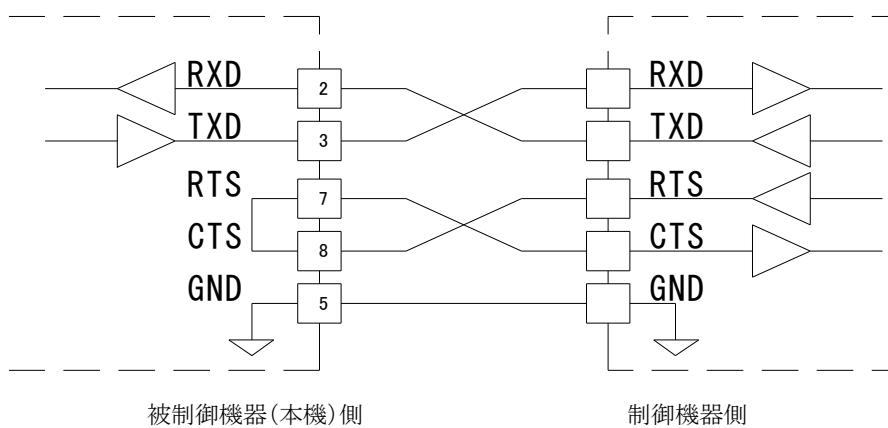 RXD 2 RXD
TXD 3 TXD
RTS 7 RTS
CTS 8 CTS
GND 5 GND
被制御機器(本機)側 制御機器側